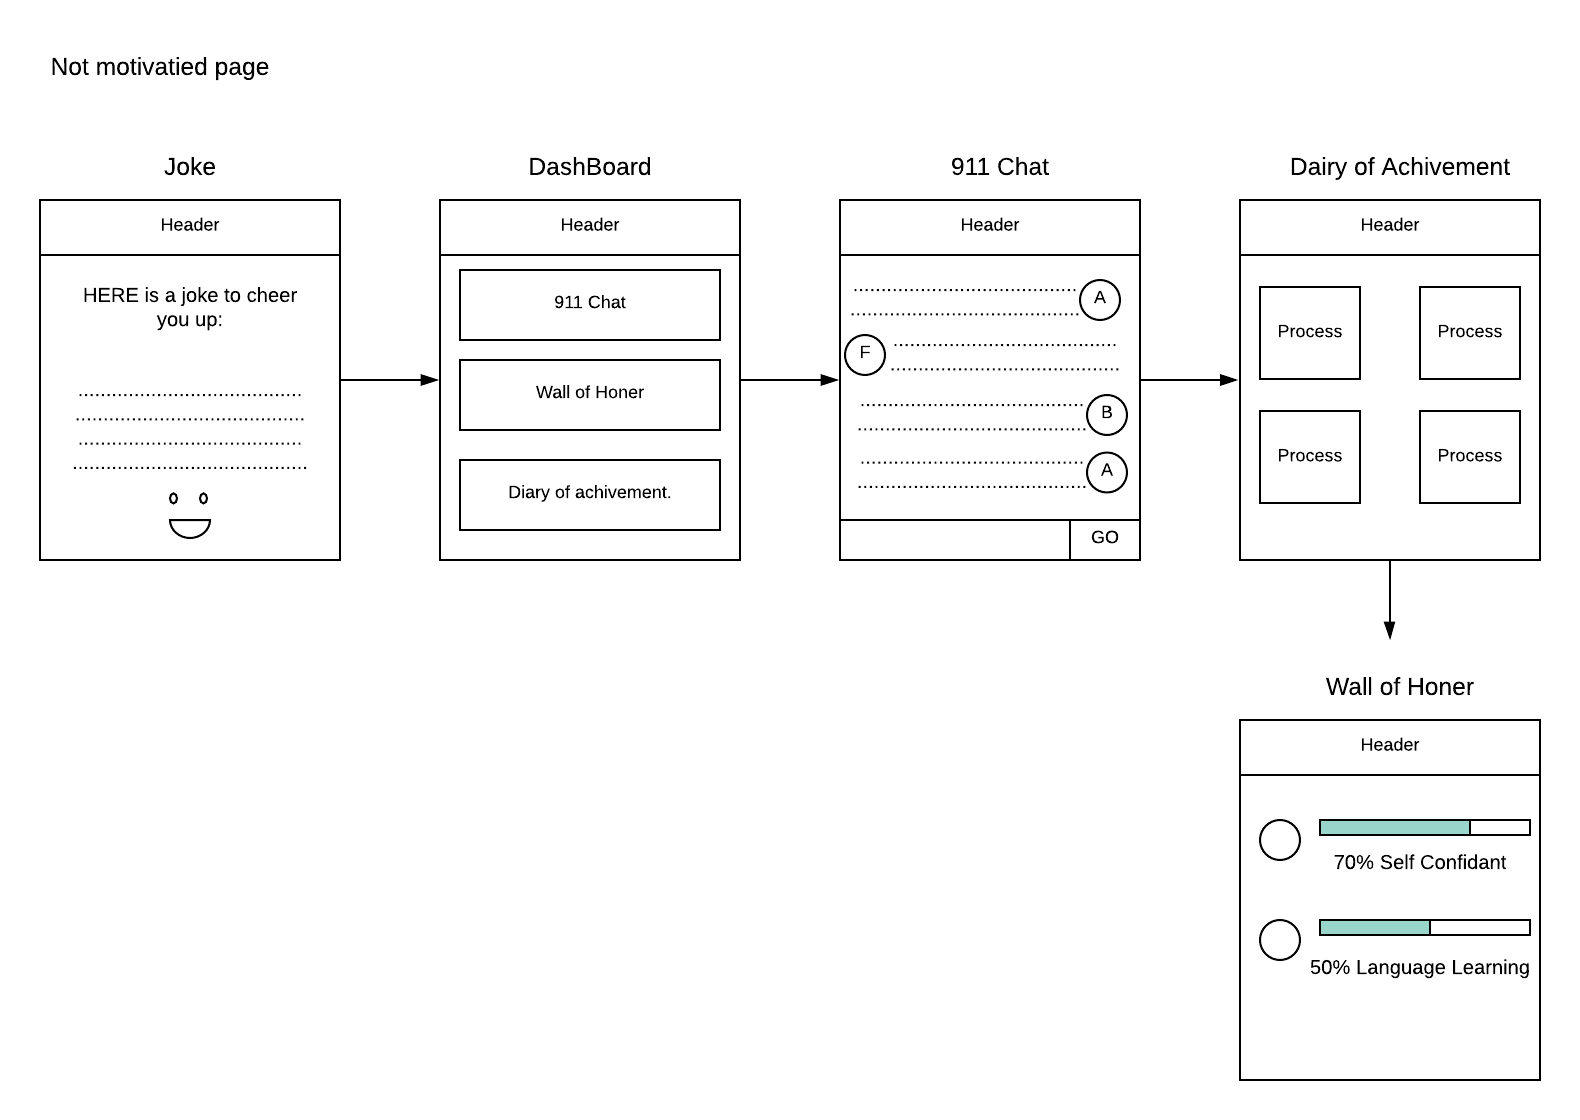 Not motivatied page
Joke
Header
HERE is a joke to cheer
you up:
DashBoard
Header
911 Chat
Wall of Honer
Diary of achivement.
911 Chat
Header
A
F
B
A
GO
Dairy of Achivement
Header
Process
Process
Process
Process
Wall of Honer
Header
70% Self Confidant
50% Language Learning